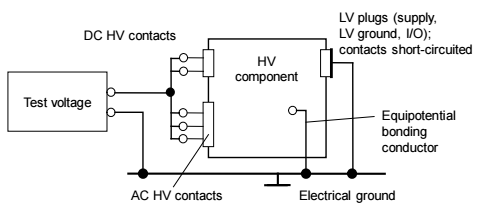 LV plugs (supply,
LV ground, I/O);
contacts short-circuited
DC HV contacts
HV
component
Test voltage
Equipotential
bonding
conductor
AC HV contacts
Electrical ground